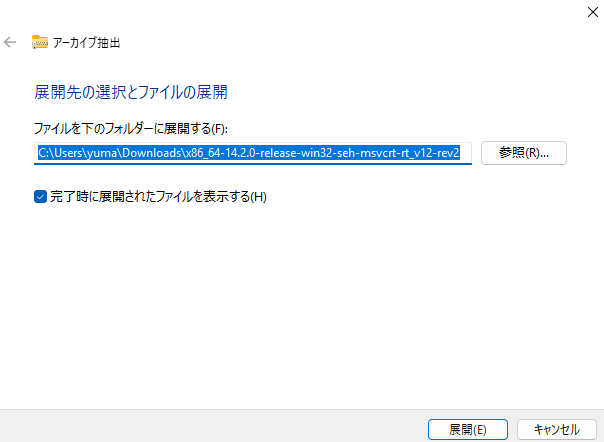 アーカイブ抽出
展開先の選択とファイルの展開
ファイルを下のフォルダーに展開する(F):
C:\Users\yuma\Downloads\x86_64-14.2.0-release-win32-seh-msvcrt-rt_v12-rev2
参照(R)...
完了時に展開されたファイルを表示する(H)
展開(E)
キャンセル